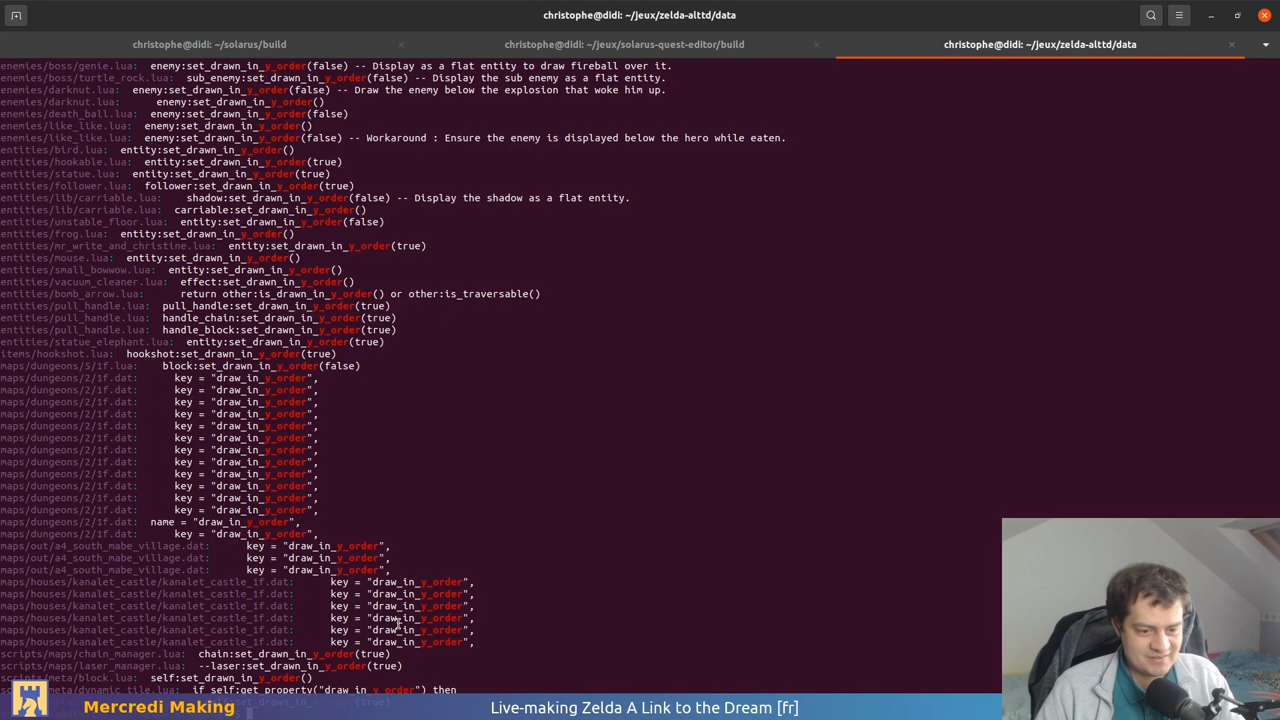 christophe@didi: ~/jeux/zelda-alttd/data
christophe@didi: ~/solarus/build
christophe@didi: ~/jeux/solarus-quest-editor/build
christophe@didi: ~/jeux/zelda-alttd/data
enemies/boss/genie.lua: enemy:set_drawn_in_y_order(false) -- Display as a flat entity to draw fireball over it.
enemies/boss/turtle_rock.lua: sub_enemy:set_drawn_in_y_order(false) -- Display the sub enemy as a flat entity.
enemies/darknut.lua: enemy:set_drawn_in_y_order(false) -- Draw the enemy below the explosion that woke him up.
enemies/darknut.lua: enemy:set_drawn_in_y_order()
enemies/death_ball.lua: enemy:set_drawn_in_y_order(false)
enemies/like_like.lua: enemy:set_drawn_in_y_order()
enemies/like_like.lua: enemy:set_drawn_in_y_order(false) -- Workaround : Ensure the enemy is displayed below the hero while eaten.
entities/bird.lua: entity:set_drawn_in_y_order()
entities/hookable.lua: entity:set_drawn_in_y_order(true)
entities/statue.lua: entity:set_drawn_in_y_order(true)
entities/follower.lua: follower:set_drawn_in_y_order(true)
entities/lib/carriable.lua: shadow:set_drawn_in_y_order(false) -- Display the shadow as a flat entity.
entities/lib/carriable.lua: carriable:set_drawn_in_y_order()
entities/unstable_floor.lua: entity:set_drawn_in_y_order(false)
entities/frog.lua: entity:set_drawn_in_y_order()
entities/mr_write_and_christine.lua: entity:set_drawn_in_y_order(true)
entities/mouse.lua: entity:set_drawn_in_y_order()
entities/small_bowwow.lua: entity:set_drawn_in_y_order()
entities/vacuum_cleaner.lua: effect:set_drawn_in_y_order()
entities/bomb_arrow.lua: return other:is_drawn_in_y_order() or other:is_traversable()
entities/pull_handle.lua: pull_handle:set_drawn_in_y_order(true)
entities/pull_handle.lua: handle_chain:set_drawn_in_y_order(true)
entities/pull_handle.lua: handle_block:set_drawn_in_y_order(true)
entities/statue_elephant.lua: entity:set_drawn_in_y_order(true)
items/hookshot.lua: hookshot:set_drawn_in_y_order(true)
maps/dungeons/5/1f.lua: block:set_drawn_in_y_order(false)
maps/dungeons/2/1f.dat: key = "draw_in_y_order",
maps/dungeons/2/1f.dat: key = "draw_in_y_order",
maps/dungeons/2/1f.dat: key = "draw_in_y_order",
maps/dungeons/2/1f.dat: key = "draw_in_y_order",
maps/dungeons/2/1f.dat: key = "draw_in_y_order",
maps/dungeons/2/1f.dat: key = "draw_in_y_order",
maps/dungeons/2/1f.dat: key = "draw_in_y_order",
maps/dungeons/2/1f.dat: key = "draw_in_y_order",
maps/dungeons/2/1f.dat: key = "draw_in_y_order",
maps/dungeons/2/1f.dat: key = "draw_in_y_order",
maps/dungeons/2/1f.dat: key = "draw_in_y_order",
maps/dungeons/2/1f.dat: key = "draw_in_y_order",
maps/dungeons/2/1f.dat: name = "draw_in_y_order",
maps/dungeons/2/1f.dat: key = "draw_in_y_order",
maps/out/a4_south_mabe_village.dat: key = "draw_in_y_order",
maps/out/a4_south_mabe_village.dat: key = "draw_in_y_order",
maps/out/a4_south_mabe_village.dat: key = "draw_in_y_order",
maps/houses/kanalet_castle/kanalet_castle_1f.dat: key = "draw_in_y_order",
maps/houses/kanalet_castle/kanalet_castle_1f.dat: key = "draw_in_y_order",
maps/houses/kanalet_castle/kanalet_castle_1f.dat: key = "draw_in_y_order",
maps/houses/kanalet_castle/kanalet_castle_1f.dat: key = "draw_in_y_order",
maps/houses/kanalet_castle/kanalet_castle_1f.dat: key = "draw_in_y_order",
maps/houses/kanalet_castle/kanalet_castle_1f.dat: key = "draw_in_y_order",
scripts/maps/chain_manager.lua: chain:set_drawn_in_y_order(true)
scripts/maps/laser_manager.lua: --laser:set_drawn_in_y_order(true)
scripts/meta/block.lua: self:set_drawn_in_y_order()
scripts/meta/dynamic_tile.lua: if self:get_property("draw_in_y_order") then
Mercredi Making
Live-making Zelda A Link to the Dream [fr]